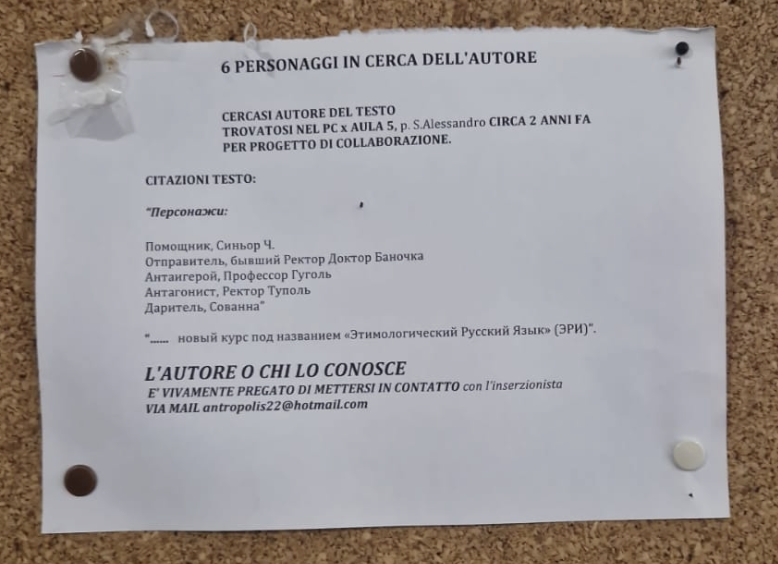 6 PERSONAGGI IN CERCA DELL'AUTORE
CERCASI AUTORE DEL TESTO
TROVATOSI NEL PC x AULA 5, p. S.Alessandro CIRCA 2 ANNI FA
PER PROGETTO DI COLLABORAZIONE.
CITAZIONI TESTO:
"Персонажи:
Помощник, Синьор Ч.
Отправитель, бывший Ректор Доктор Баночка
Антаигерой, Профессор Гуголь
Антагонист, Ректор Туполь
Даритель, Сованна"
"...... новый курс под названием «Этимологический Русский Язык» (ЭРИ)".
L'AUTORE O CHI LO CONOSCE
E' VIVAMENTE PREGATO DI METTERSI IN CONTATTO con l'inserzionista
VIA MAIL antropolis22@hotmail.com